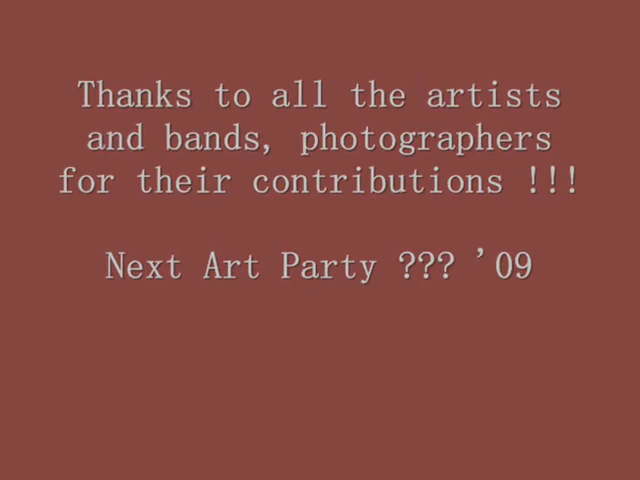 Thanks to all the artists
and bands, photographers
for their contributions !!!
Next Art Party ??? '09